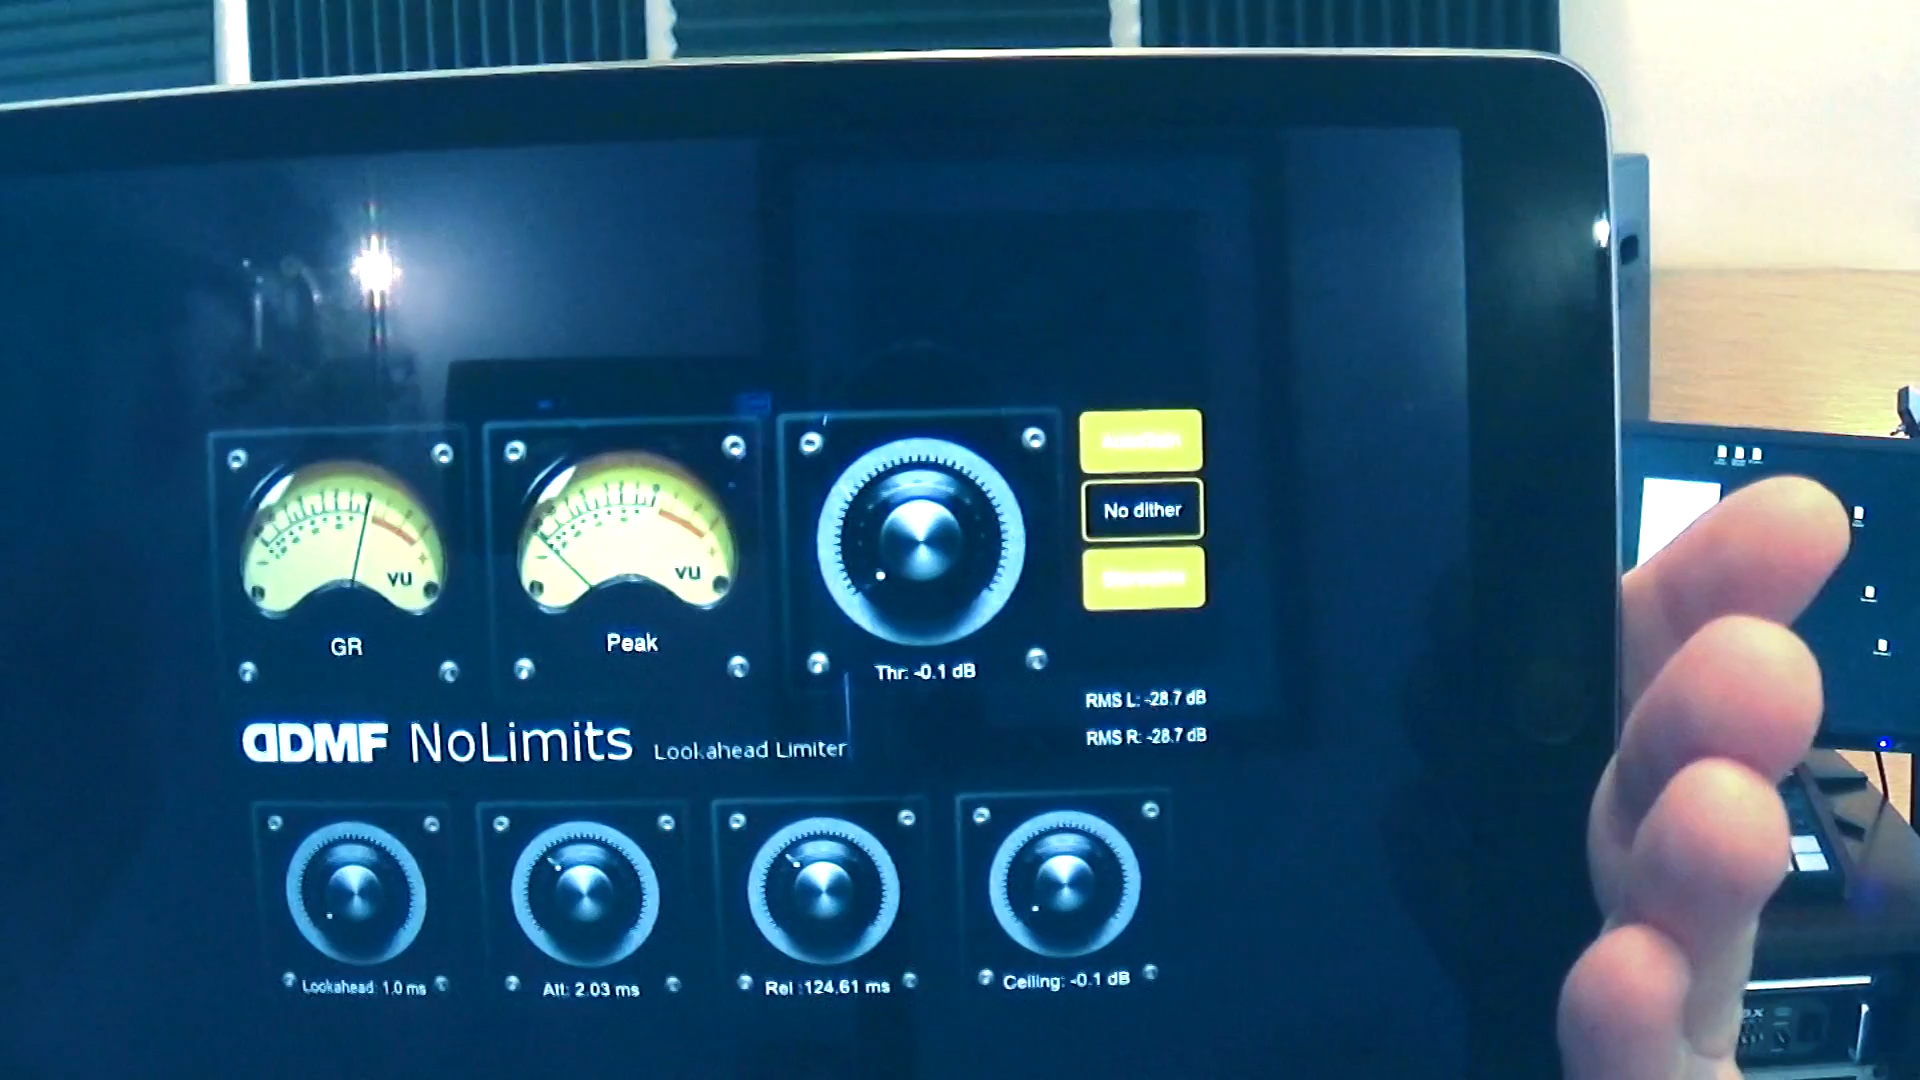 No dither
vu
vu
GR
Peak
Thr: -0.1 dB
RMS L: -28.7 dB
RMS R: -28.7 dB
DDMF NoLimits Lookahead Limiter
Lookahead: 1.0 ms
Att: 2.03 ms
Rel :124.61 ms
Ceiling: -0.1 dB